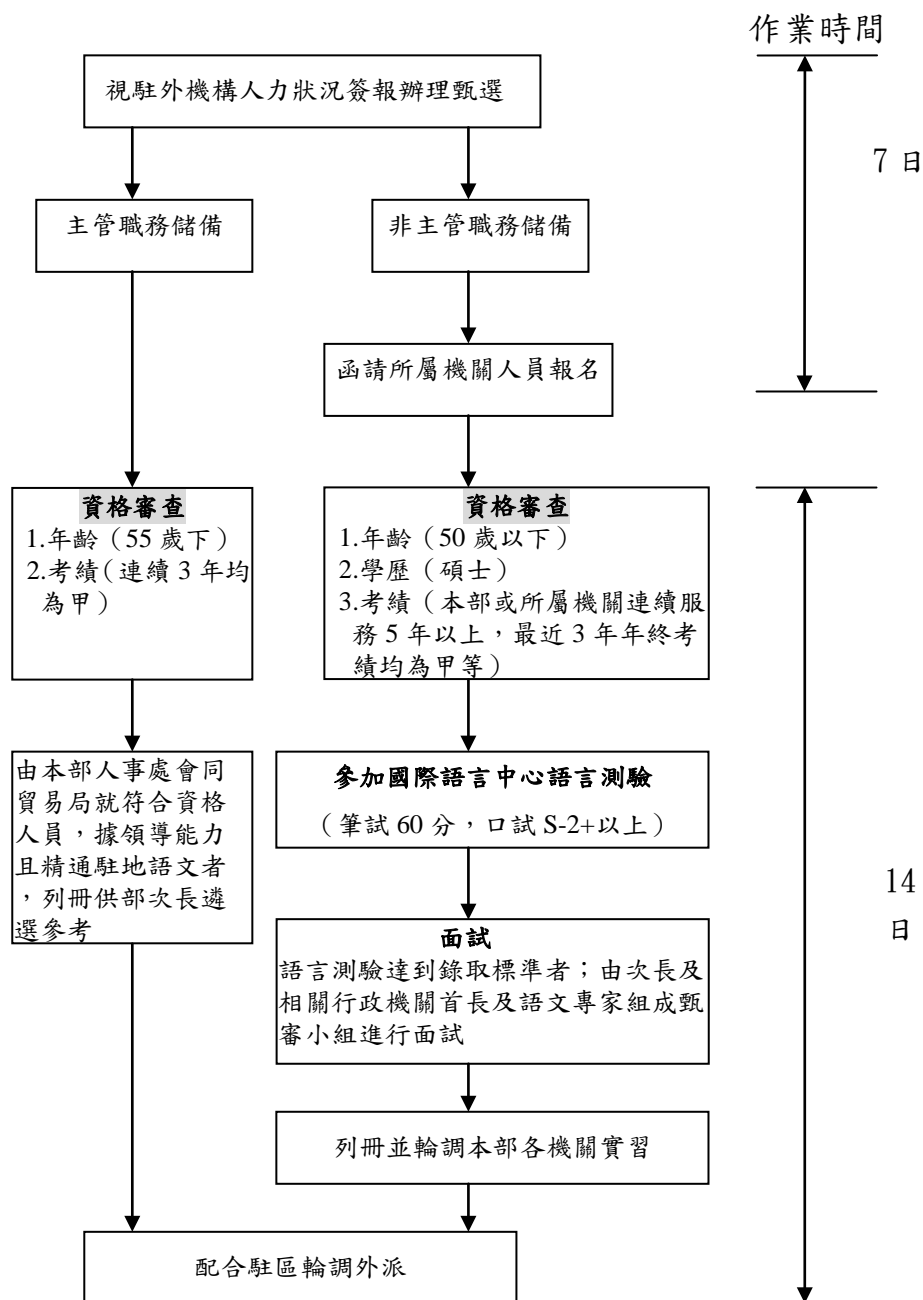 作業時間
視駐外機構人力狀況簽報辦理甄選
7 日
主管職務儲備
非主管職務儲備
函請所屬機關人員報名
資格審查
1.年齡（55 歲下）
2.考績（連續 3 年均
為甲）
資格審查
1.年齡（50 歲以下）
2.學歷（碩士）
3.考績（本部或所屬機關連續服
務 5 年以上，最近 3 年年終考
績均為甲等）
由本部人事處會同
貿易局就符合資格
人員，據領導能力
且精通駐地語文者
，列冊供部次長遴
選參考
參加國際語言中心語言測驗
（筆試 60 分，口試 S-2+以上）
14
日
面試
語言測驗達到錄取標準者；由次長及
相關行政機關首長及語文專家組成甄
審小組進行面試
列冊並輪調本部各機關實習
配合駐區輪調外派